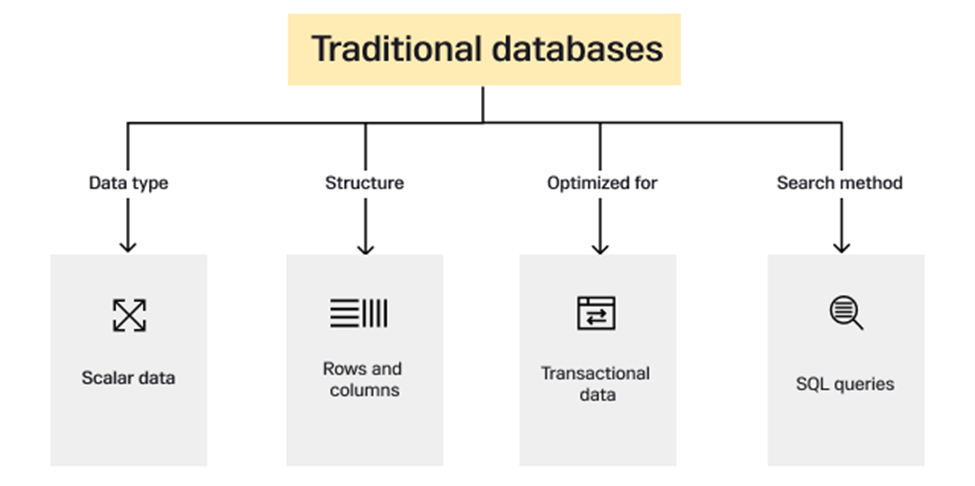 Traditional databases
Data type
Structure
Optimized for
Search method
Scalar data
Rows and
columns
Transactional
data
SQL queries